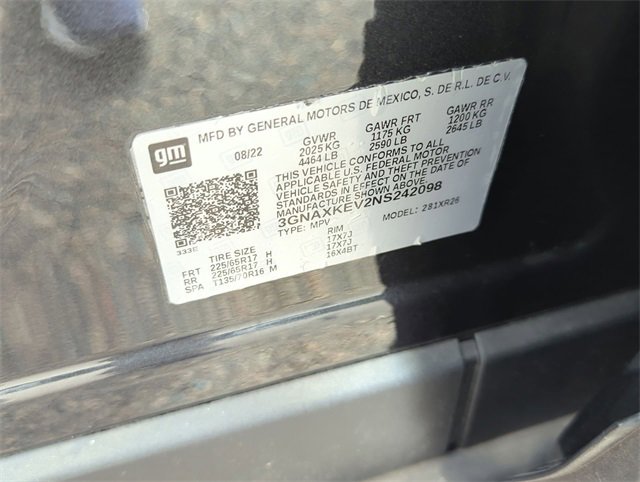 MFD BY GENERAL MOTORS DE MEXICO, S. DE R.L. DE C.V.
gm
08/22
GVWR
2025 KG
4464 LB
GAWR FRT
1175 KG
2590 LB
GAWR RR
1200 KG
2645 LB
THIS VEHICLE CONFORMS TO ALL
APPLICABLE U.S. FEDERAL MOTOR
VEHICLE SAFETY AND THEFT PREVENTION
STANDARDS IN EFFECT ON THE DATE OF
MANUFACTURE SHOWN ABOVE.
3GNAXKEV2NS242098
TYPE: MPV
MODEL: 281XR26
333E
TIRE SIZE RIM
FRT 225/65R17 H 17X7J
RR 225/65R17 H 17X7J
SPA T135/70R16 M 16X4BT